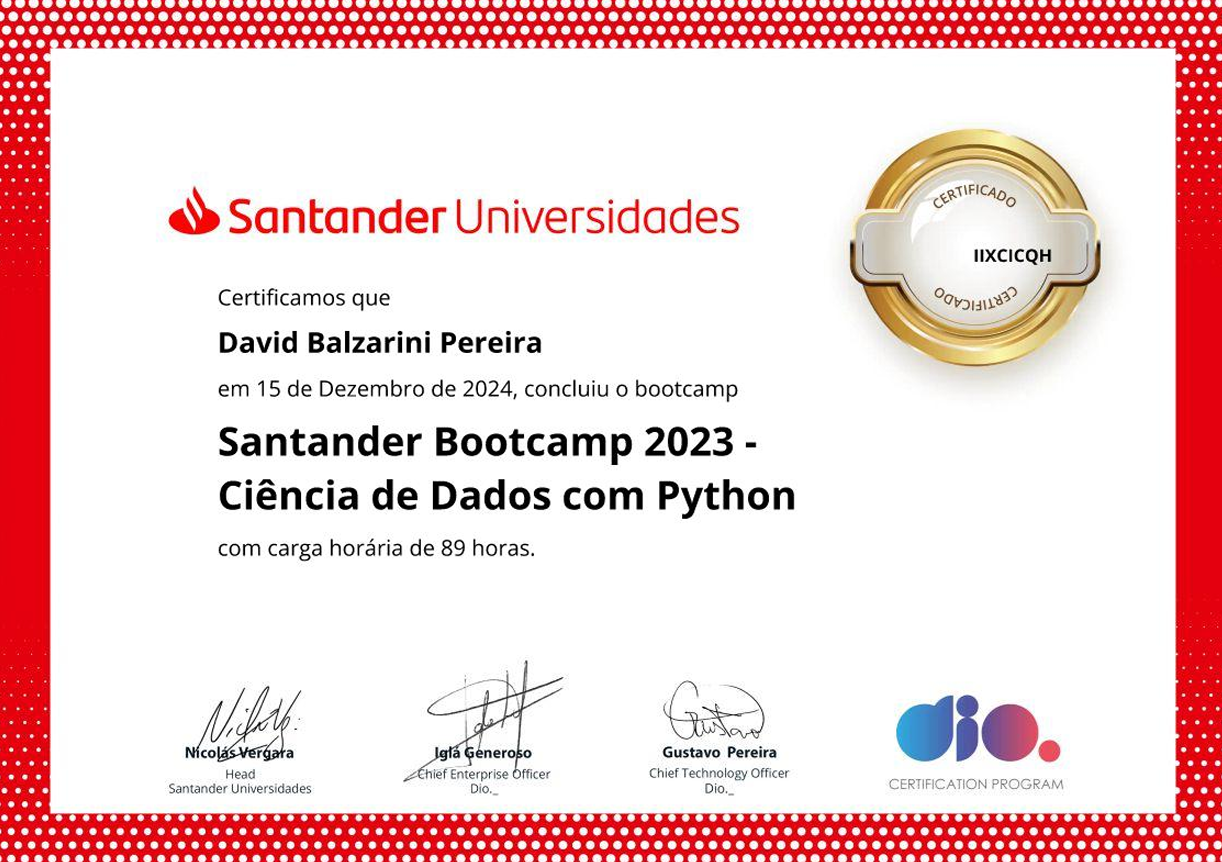 Santander Universidades
CERTIFICADO
IIXCICQH
CERTIFICADO
Certificamos que
David Balzarini Pereira
em 15 de Dezembro de 2024, concluiu o bootcamp
Santander Bootcamp 2023 -
Ciência de Dados com Python
com carga horária de 89 horas.
Nicolás Vergara
Head
Santander Universidades
Iglá Generoso
Chief Enterprise Officer
Dio._
Gustavo Pereira
Chief Technology Officer
Dio._
dio.
CERTIFICATION PROGRAM